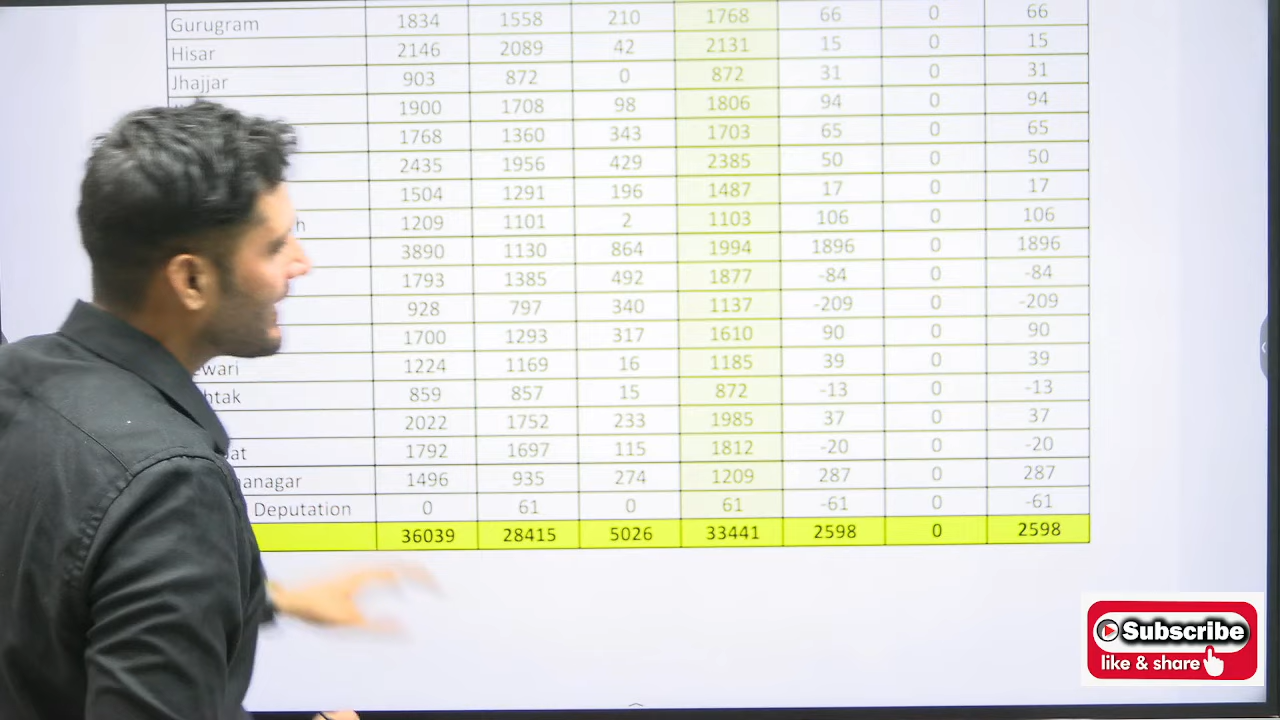 Gurugram 1834 1558 210 1768 66 0 66
Hisar 2146 2089 42 2131 15 0 15
Jhajjar 903 872 0 872 31 0 31
1900 1708 98 1806 94 0 94
1768 1360 343 1703 65 0 65
2435 1956 429 2385 50 0 50
1504 1291 196 1487 17 0 17
h 1209 1101 2 1103 106 0 106
3890 1130 864 1994 1896 0 1896
1793 1385 492 1877 -84 0 -84
928 797 340 1137 -209 0 -209
1700 1293 317 1610 90 0 90
ewari 1224 1169 16 1185 39 0 39
htak 859 857 15 872 -13 0 -13
2022 1752 233 1985 37 0 37
at 1792 1697 115 1812 -20 0 -20
nanagar 1496 935 274 1209 287 0 287
Deputation 0 61 0 61 -61 0 -61
36039 28415 5026 33441 2598 0 2598
Subscribe
like & share